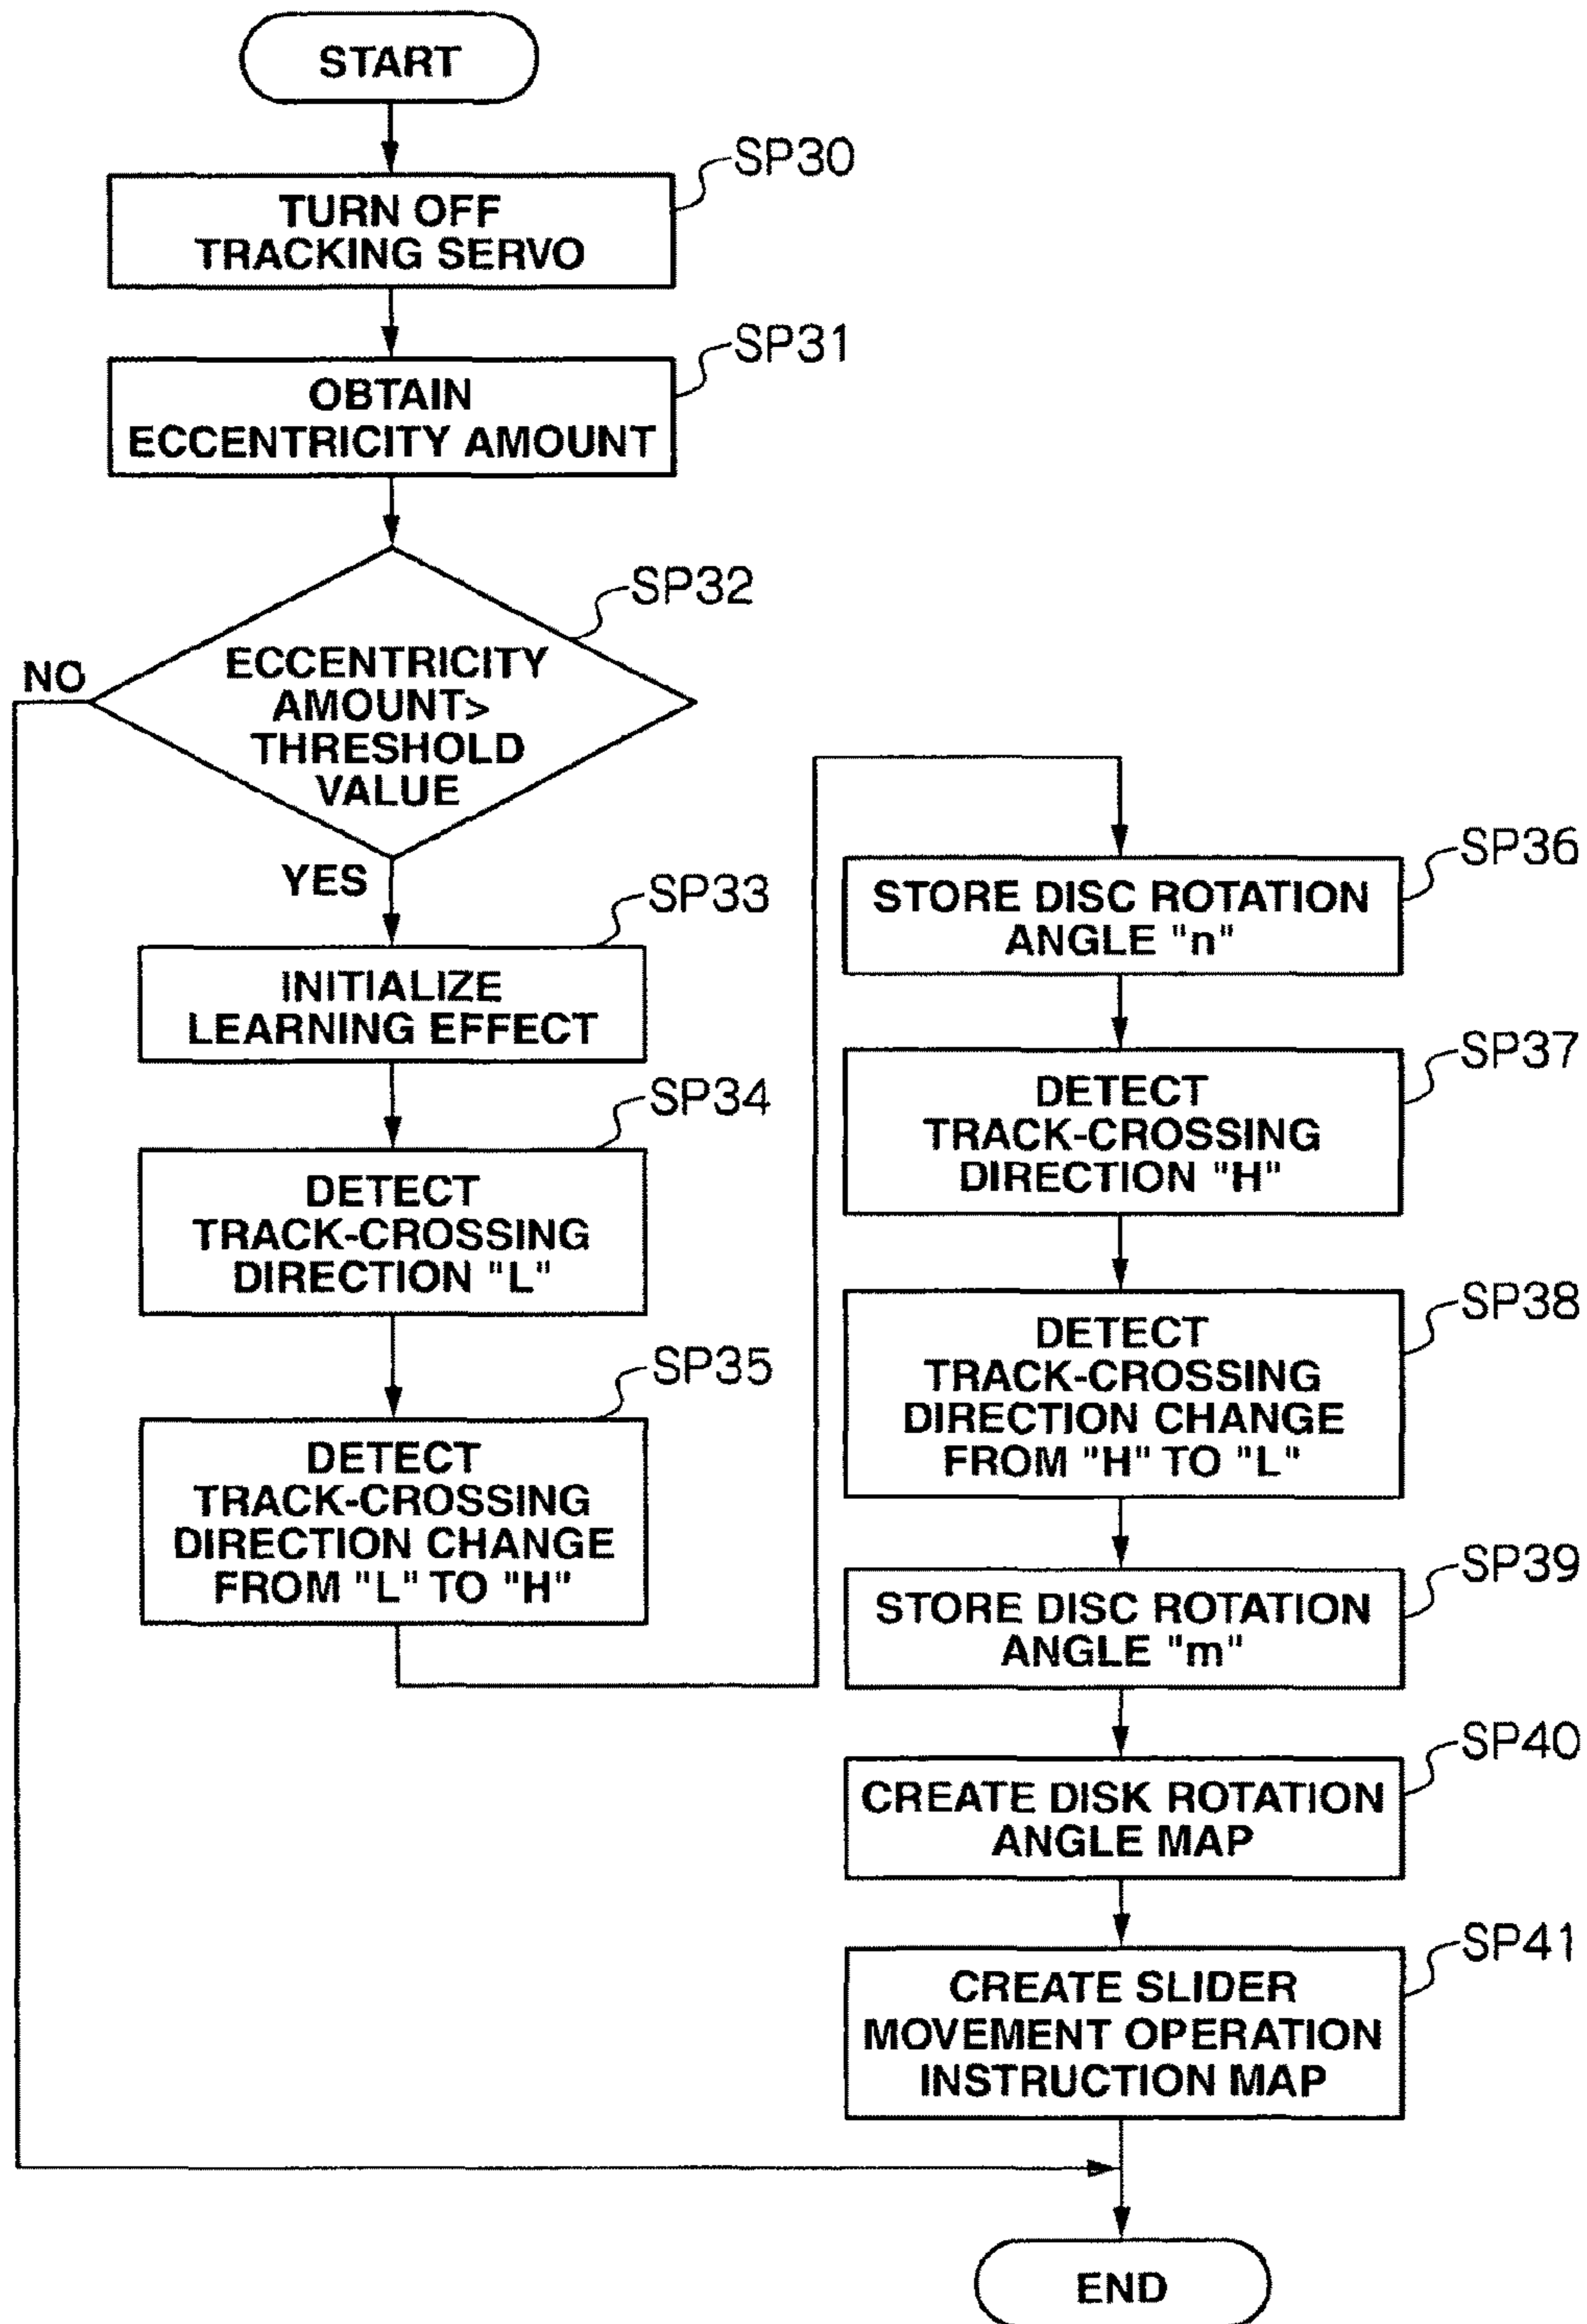 START
SP30
TURN OFF
TRACKING SERVO
SP31
OBTAIN
ECCENTRICITY AMOUNT
SP32
ECCENTRICITY
AMOUNT>
THRESHOLD
VALUE
NO
YES
SP33
INITIALIZE
LEARNING EFFECT
SP34
DETECT
TRACK-CROSSING
DIRECTION "L"
SP35
DETECT
TRACK-CROSSING
DIRECTION CHANGE
FROM "L" TO "H"
SP36
STORE DISC ROTATION
ANGLE "n"
SP37
DETECT
TRACK-CROSSING
DIRECTION "H"
SP38
DETECT
TRACK-CROSSING
DIRECTION CHANGE
FROM "H" TO "L"
SP39
STORE DISC ROTATION
ANGLE "m"
SP40
CREATE DISK ROTATION
ANGLE MAP
SP41
CREATE SLIDER
MOVEMENT OPERATION
INSTRUCTION MAP
END